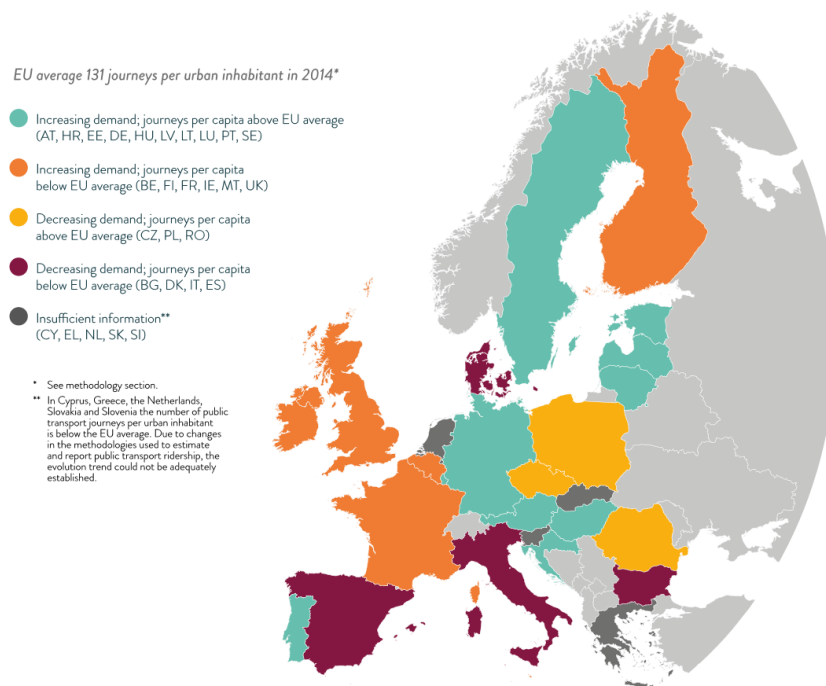 EU average 131 journeys per urban inhabitant in 2014*
Increasing demand; journeys per capita above EU average
(AT, HR, EE, DE, HU, LV, LT, LU, PT, SE)
Increasing demand; journeys per capita
below EU average (BE, FI, FR, IE, MT, UK)
Decreasing demand; journeys per capita
above EU average (CZ, PL, RO)
Decreasing demand; journeys per capita
below EU average (BG, DK, IT, ES)
Insufficient information**
(CY, EL, NL, SK, SI)
* See methodology section.
** In Cyprus, Greece, the Netherlands,
Slovakia and Slovenia the number of public
transport journeys per urban inhabitant
is below the EU average. Due to changes
in the methodologies used to estimate
and report public transport ridership, the
evolution trend could not be adequately
established.